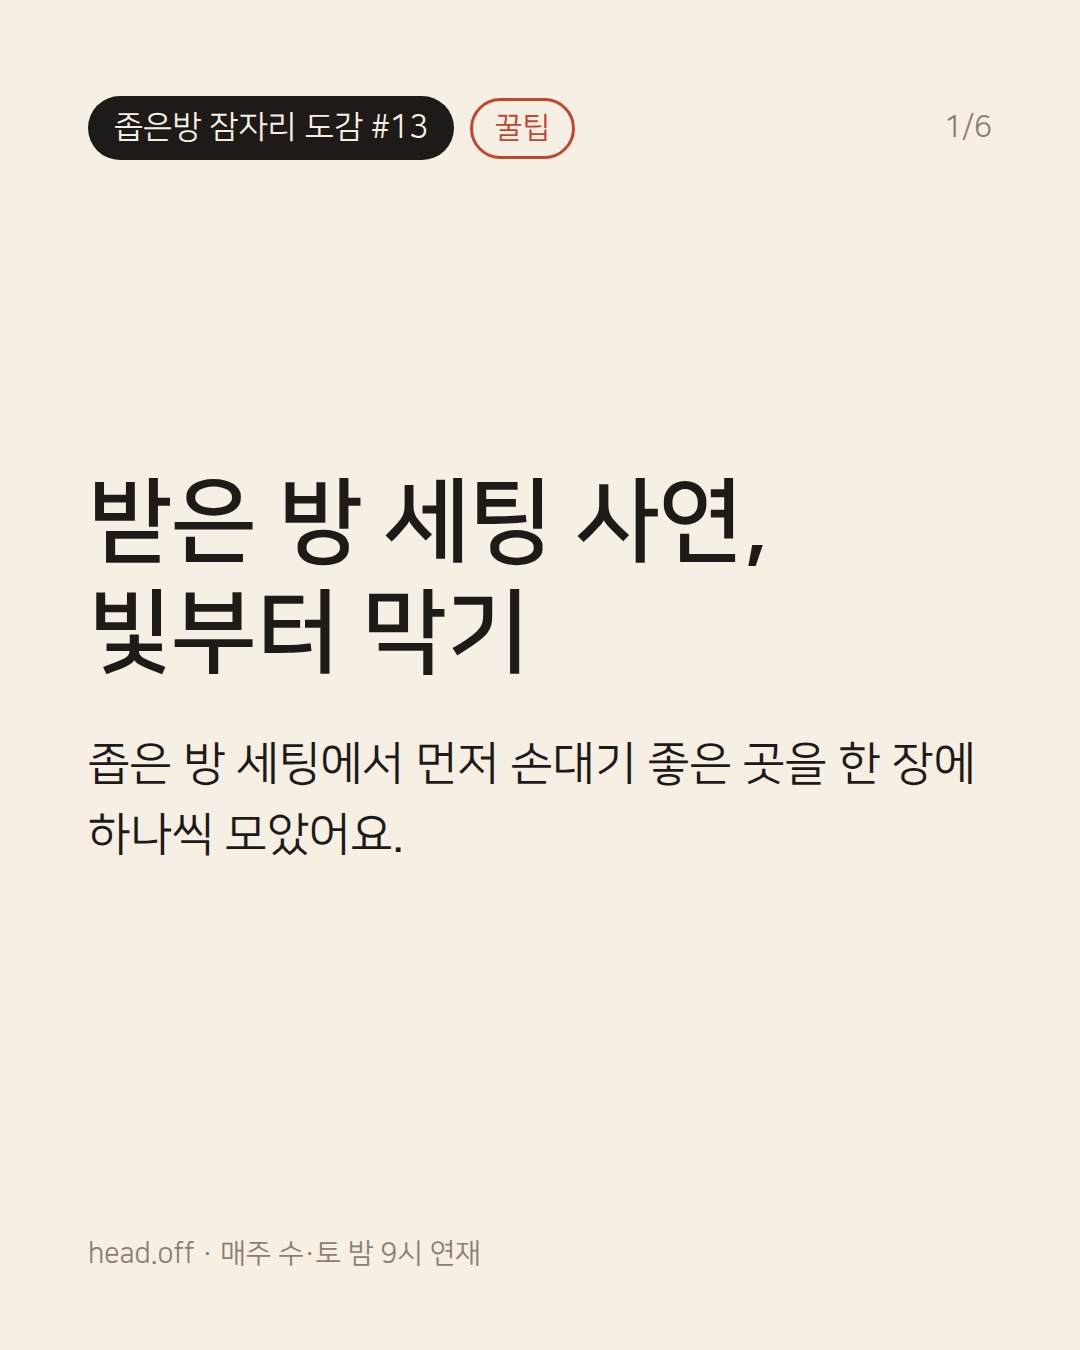 좁은방 잠자리 도감 #13
꿀팁
1/6
받은 방 세팅 사연,
빛부터 막기
좁은 방 세팅에서 먼저 손대기 좋은 곳을 한 장에
하나씩 모았어요.
head.off · 매주 수·토 밤 9시 연재